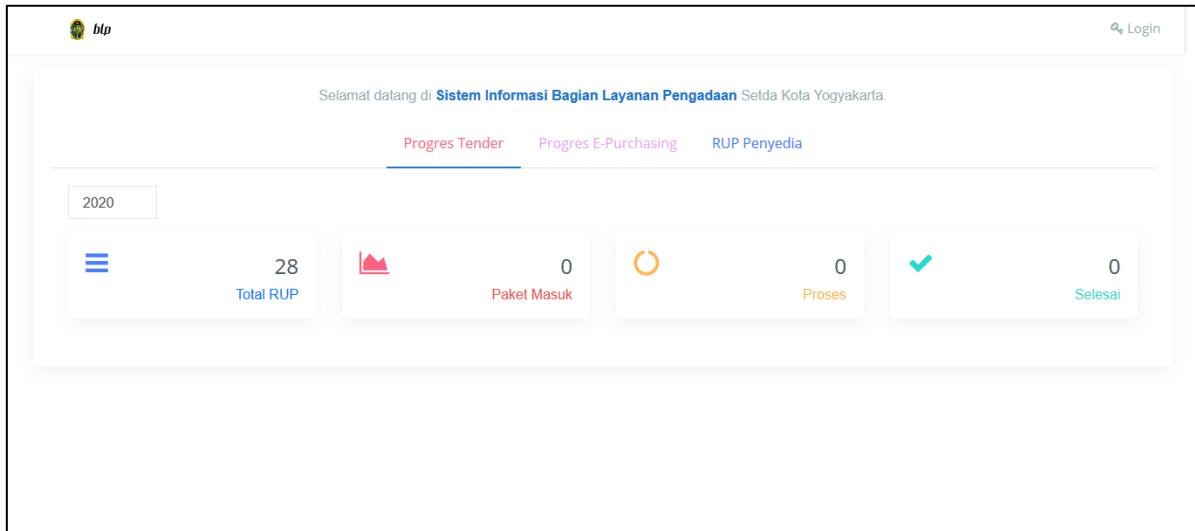 blp
Login
Selamat datang di Sistem Informasi Bagian Layanan Pengadaan Setda Kota Yogyakarta.
Progres Tender Progres E-Purchasing RUP Penyedia
2020
28
Total RUP
0
Paket Masuk
0
Proses
0
Selesai